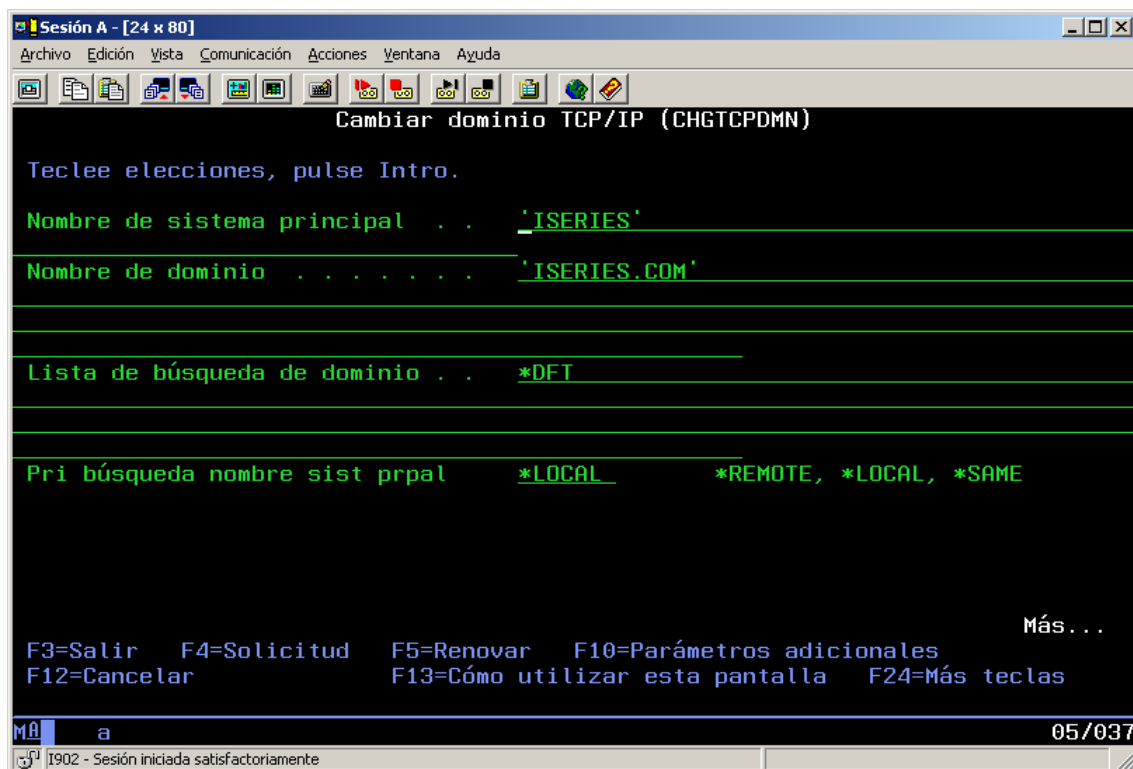 Sesión A - [24 x 80]
Archivo Edición Vista Comunicación Acciones Ventana Ayuda
Cambiar dominio TCP/IP (CHGTCPDMN)
Teclee elecciones, pulse Intro.
Nombre de sistema principal . . 'ISERIES'
Nombre de dominio . . . . . . . 'ISERIES.COM'
Lista de búsqueda de dominio . . *DFT
Pri búsqueda nombre sist prpal *LOCAL *REMOTE, *LOCAL, *SAME
Más...
F3=Salir F4=Solicitud F5=Renovar F10=Parámetros adicionales
F12=Cancelar F13=Cómo utilizar esta pantalla F24=Más teclas
MA a 05/037
I902 - Sesión iniciada satisfactoriamente